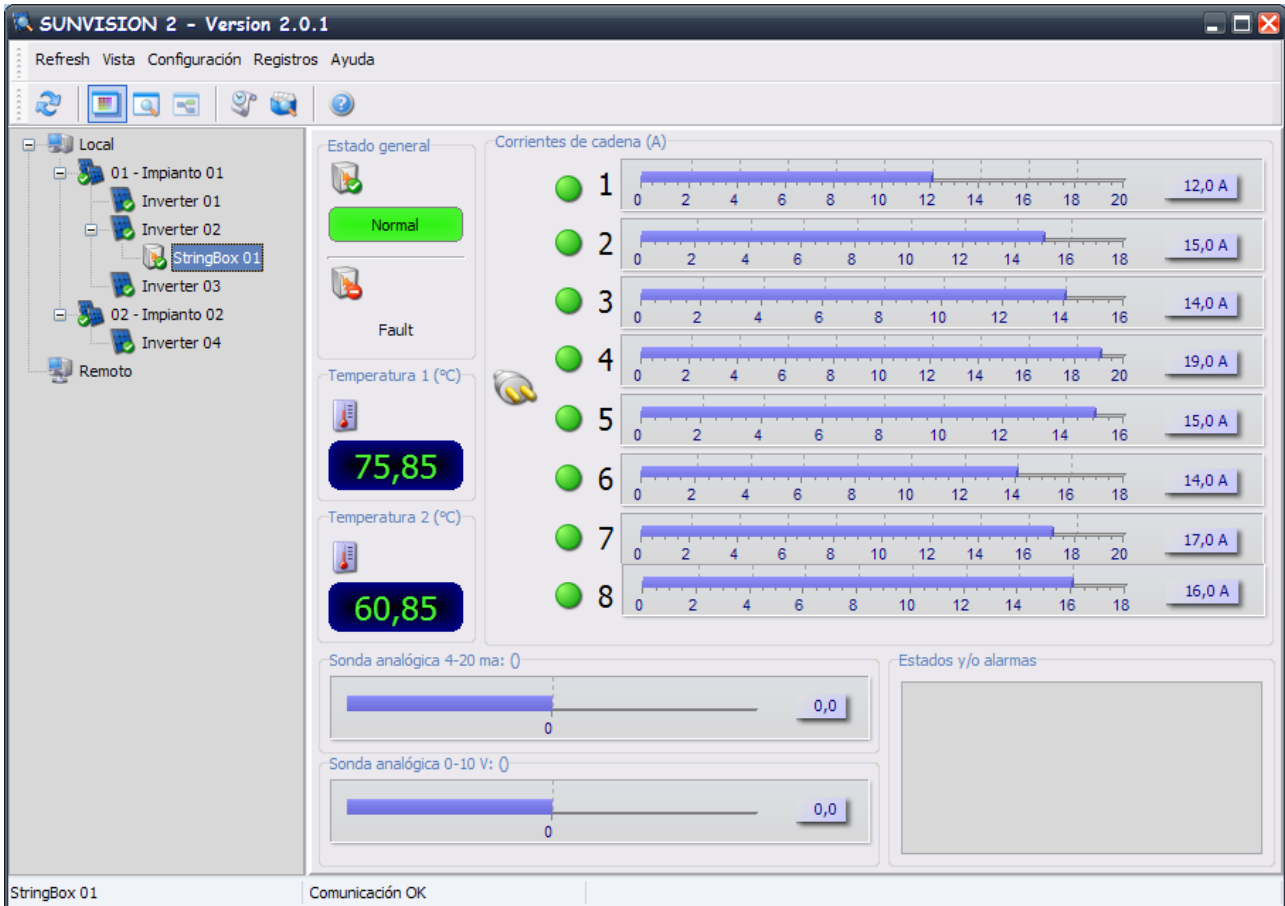 SUNVISION 2 - Version 2.0.1
Refresh Vista Configuración Registros Ayuda
Local
01 - Impianto 01
Inverter 01
Inverter 02
StringBox 01
Inverter 03
02 - Impianto 02
Inverter 04
Remoto
Estado general
Normal
Fault
Temperatura 1 (ºC)
75,85
Temperatura 2 (ºC)
60,85
Corrientes de cadena (A)
1 12,0 A
0 2 4 6 8 10 12 14 16 18 20
2 15,0 A
0 2 4 6 8 10 12 14 16 18
3 14,0 A
0 2 4 6 8 10 12 14 16
4 19,0 A
0 2 4 6 8 10 12 14 16 18 20
5 15,0 A
0 2 4 6 8 10 12 14 16
6 14,0 A
0 2 4 6 8 10 12 14 16 18
7 17,0 A
0 2 4 6 8 10 12 14 16 18 20
8 16,0 A
0 2 4 6 8 10 12 14 16 18
Sonda analógica 4-20 ma: ()
0,0
0
Sonda analógica 0-10 V: ()
0,0
0
Estados y/o alarmas
StringBox 01 Comunicación OK